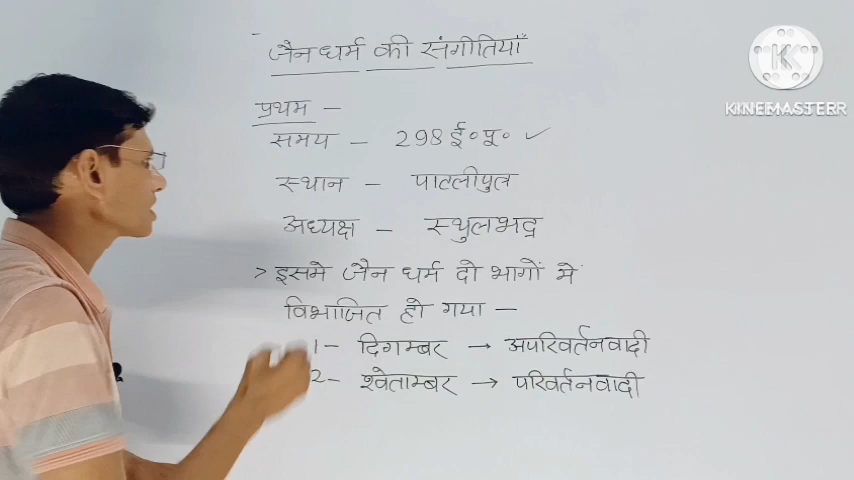 जैन धर्म की संगीतियाँ
प्रथम -
समय - 298 ई०पू० ✓
स्थान - पाटलीपुत्र
अध्यक्ष - स्थुलभद्र
> इसमे जैन धर्म दो भागों में
विभाजित हो गया -
1- दिगम्बर → अपरिवर्तनवादी
2- श्वेताम्बर → परिवर्तनवादी
K